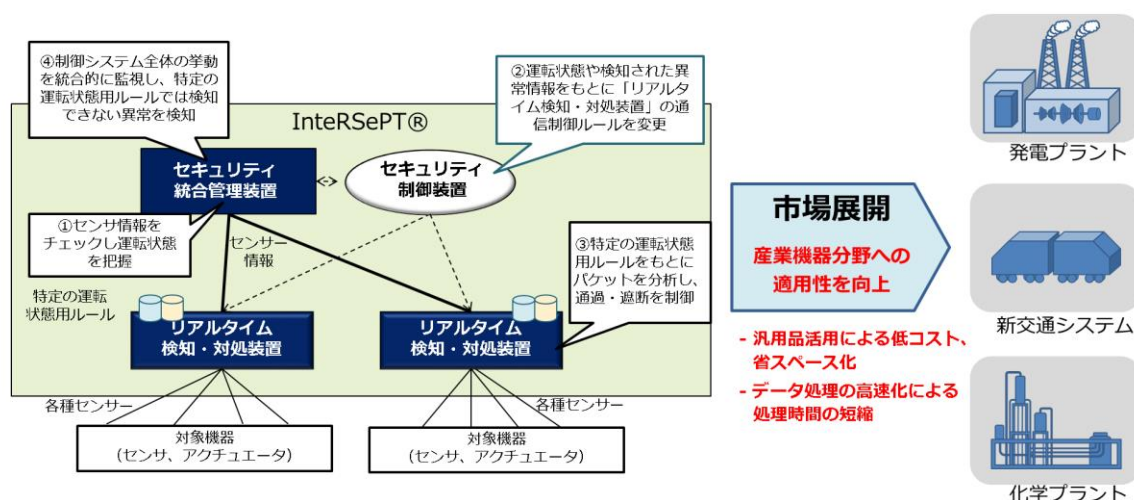 ④制御システム全体の挙動
を統合的に監視し、特定の
運転状態用ルールでは検知
できない異常を検知
②運転状態や検知された異
常情報をもとに「リアルタ
イム検知・対処装置」の通
信制御ルールを変更
InteRSePT®
セキュリティ
統合管理装置
セキュリティ
制御装置
①センサ情報を
チェックし運転状態
を把握
センサー
情報
③特定の運転状態
用ルールをもとに
パケットを分析し、
通過・遮断を制御
特定の運転
状態用ルール
リアルタイム
検知・対処装置
リアルタイム
検知・対処装置
各種センサー
各種センサー
対象機器
(センサ、アクチュエータ)
対象機器
(センサ、アクチュエータ)
市場展開
産業機器分野への
適用性を向上
- 汎用品活用による低コスト、
省スペース化
- データ処理の高速化による
処理時間の短縮
発電プラント
新交通システム
化学プラント